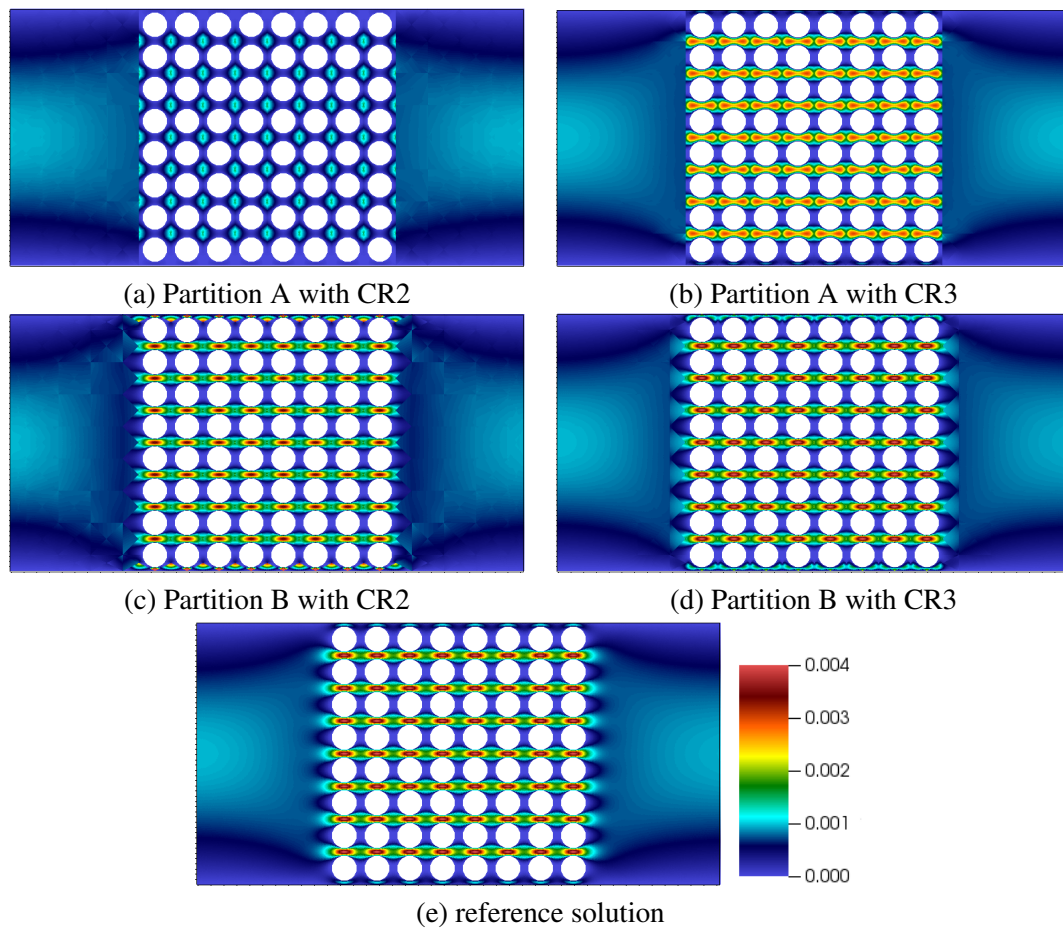 (a) Partition A with CR2
(b) Partition A with CR3
(c) Partition B with CR2
(d) Partition B with CR3
0.004
0.003
0.002
0.001
0.000
(e) reference solution